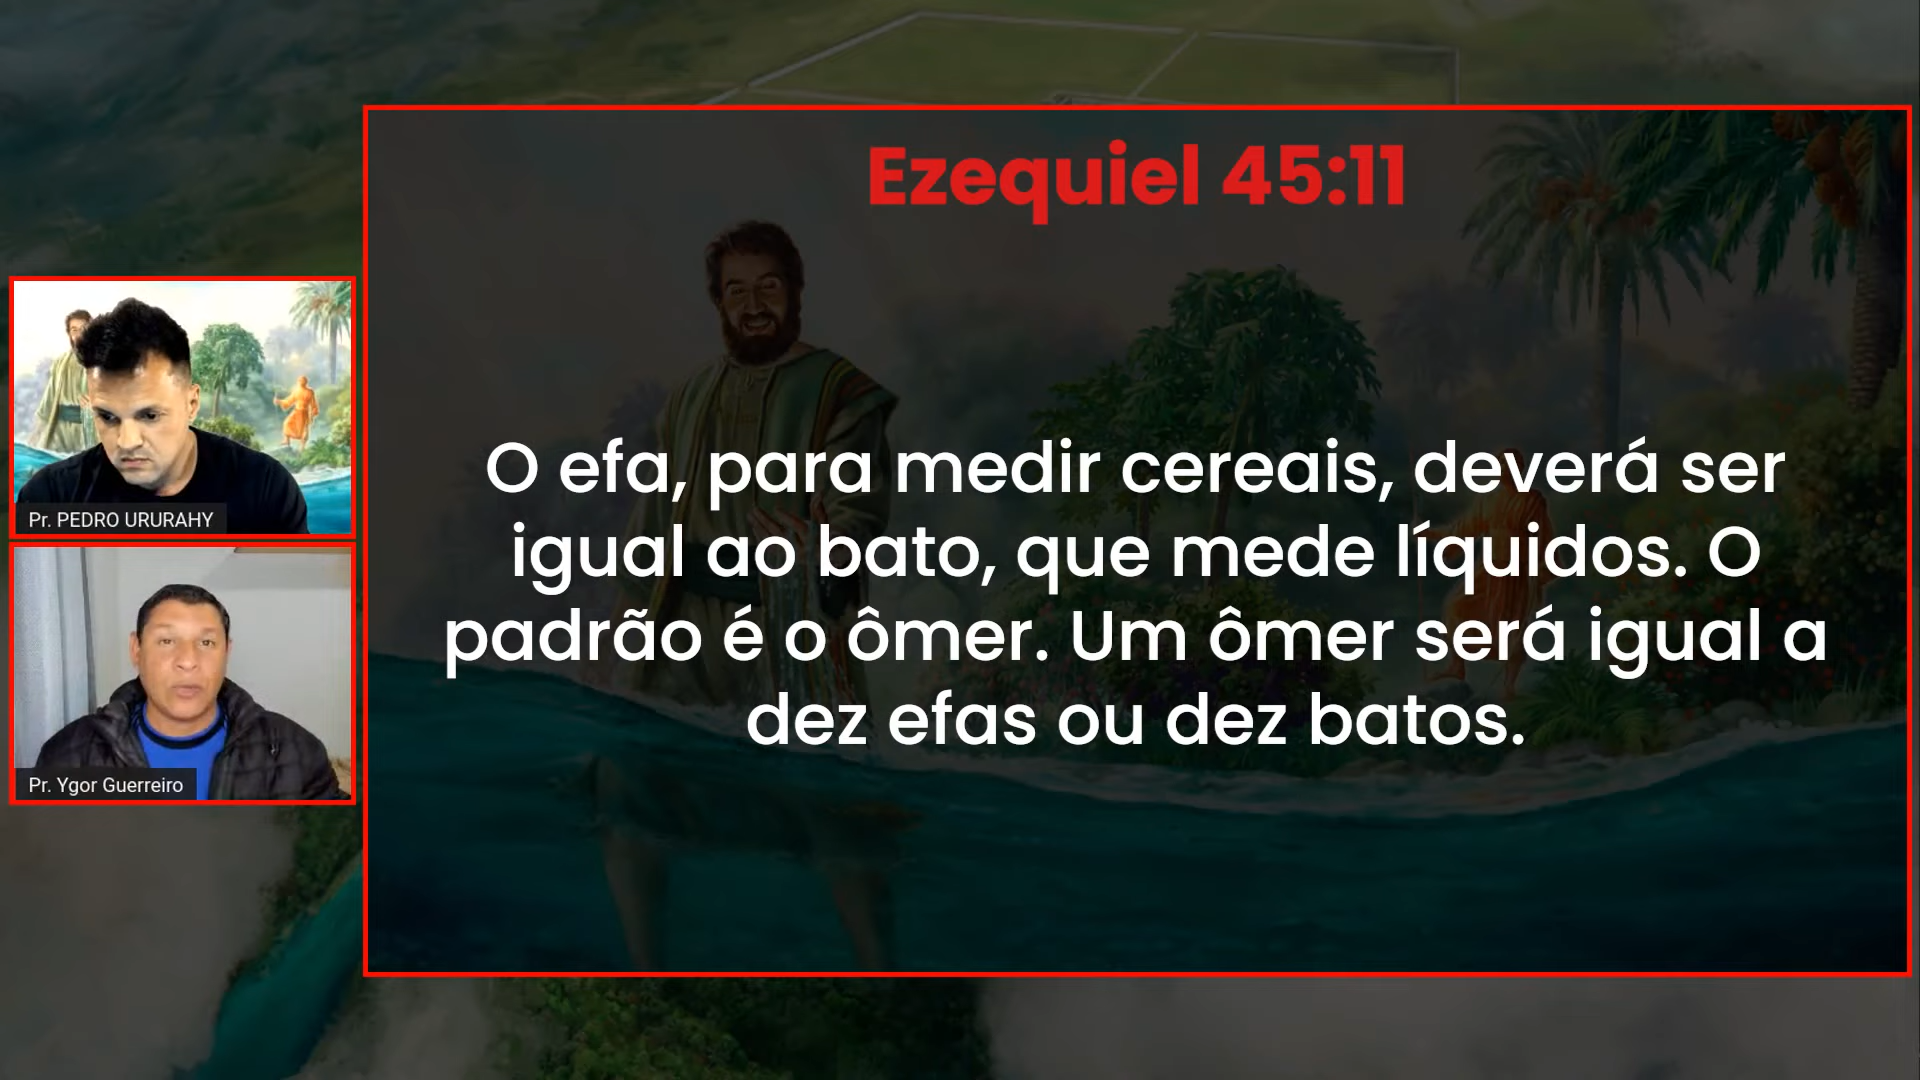 Ezequiel 45:11
O efa, para medir cereais, deverá ser
igual ao bato, que mede líquidos. O
padrão é o ômer. Um ômer será igual a
dez efas ou dez batos.
Pr. PEDRO URURAHY
Pr. Ygor Guerreiro